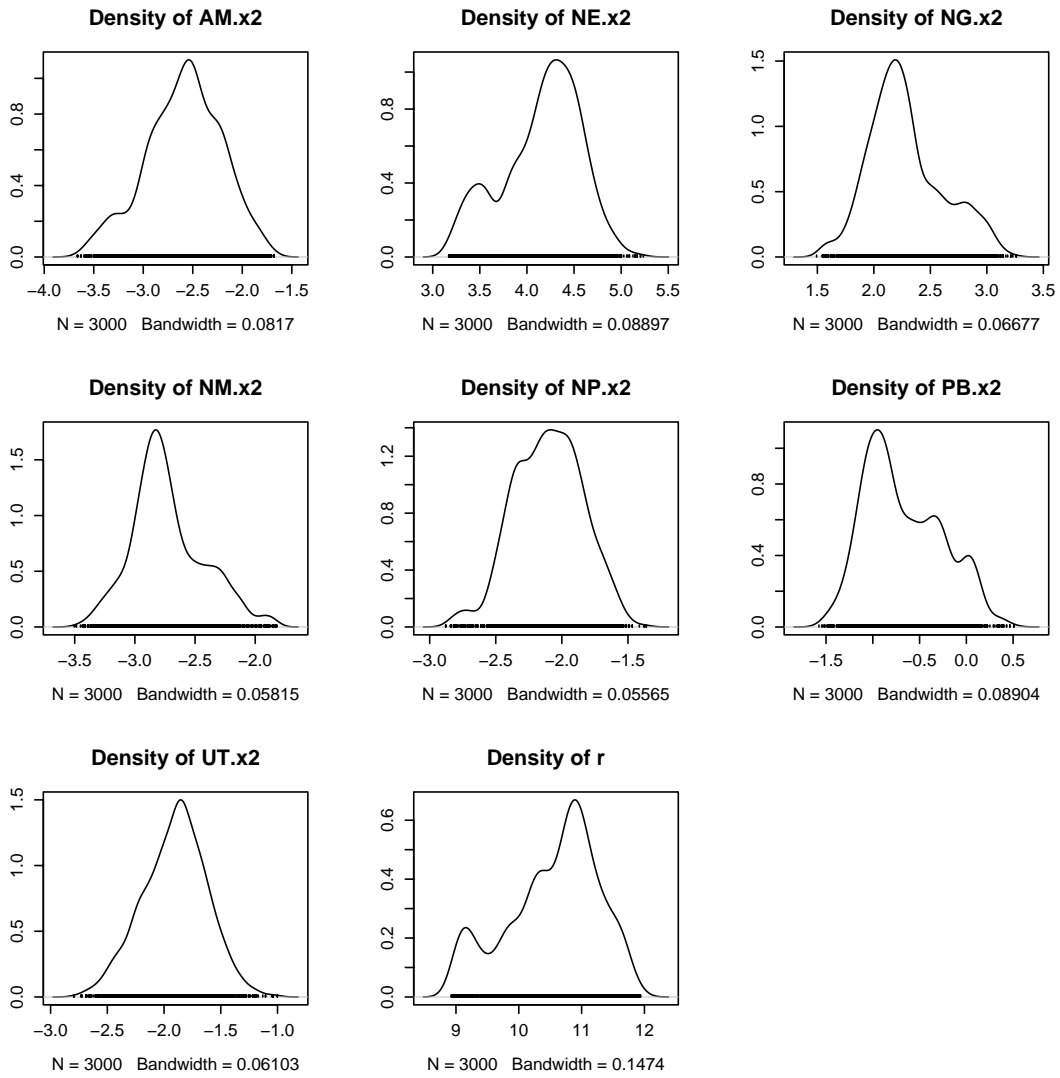 Density of AM.x2
0.0 0.4 0.8
−4.0 −3.5 −3.0 −2.5 −2.0 −1.5
N = 3000 Bandwidth = 0.0817
Density of NE.x2
0.0 0.4 0.8
3.0 3.5 4.0 4.5 5.0 5.5
N = 3000 Bandwidth = 0.08897
Density of NG.x2
0.0 0.5 1.0 1.5
1.5 2.0 2.5 3.0 3.5
N = 3000 Bandwidth = 0.06677
Density of NM.x2
0.0 0.5 1.0 1.5
−3.5 −3.0 −2.5 −2.0
N = 3000 Bandwidth = 0.05815
Density of NP.x2
0.0 0.4 0.8 1.2
−3.0 −2.5 −2.0 −1.5
N = 3000 Bandwidth = 0.05565
Density of PB.x2
0.0 0.4 0.8
−1.5 −0.5 0.0 0.5
N = 3000 Bandwidth = 0.08904
Density of UT.x2
0.0 0.5 1.0 1.5
−3.0 −2.5 −2.0 −1.5 −1.0
N = 3000 Bandwidth = 0.06103
Density of r
0.0 0.2 0.4 0.6
9 10 11 12
N = 3000 Bandwidth = 0.1474